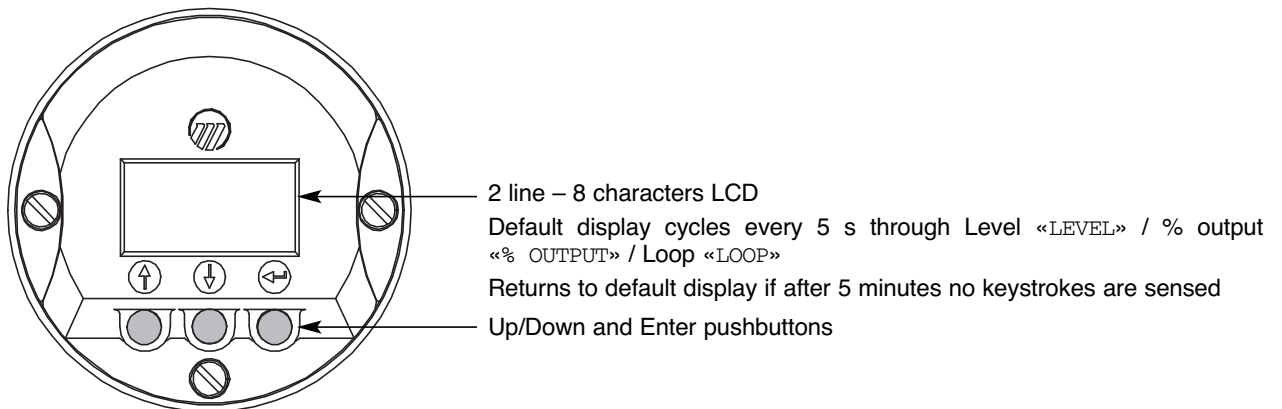 2 line – 8 characters LCD
Default display cycles every 5 s through Level «LEVEL» / % output
«% OUTPUT» / Loop «LOOP»
Returns to default display if after 5 minutes no keystrokes are sensed
Up/Down and Enter pushbuttons